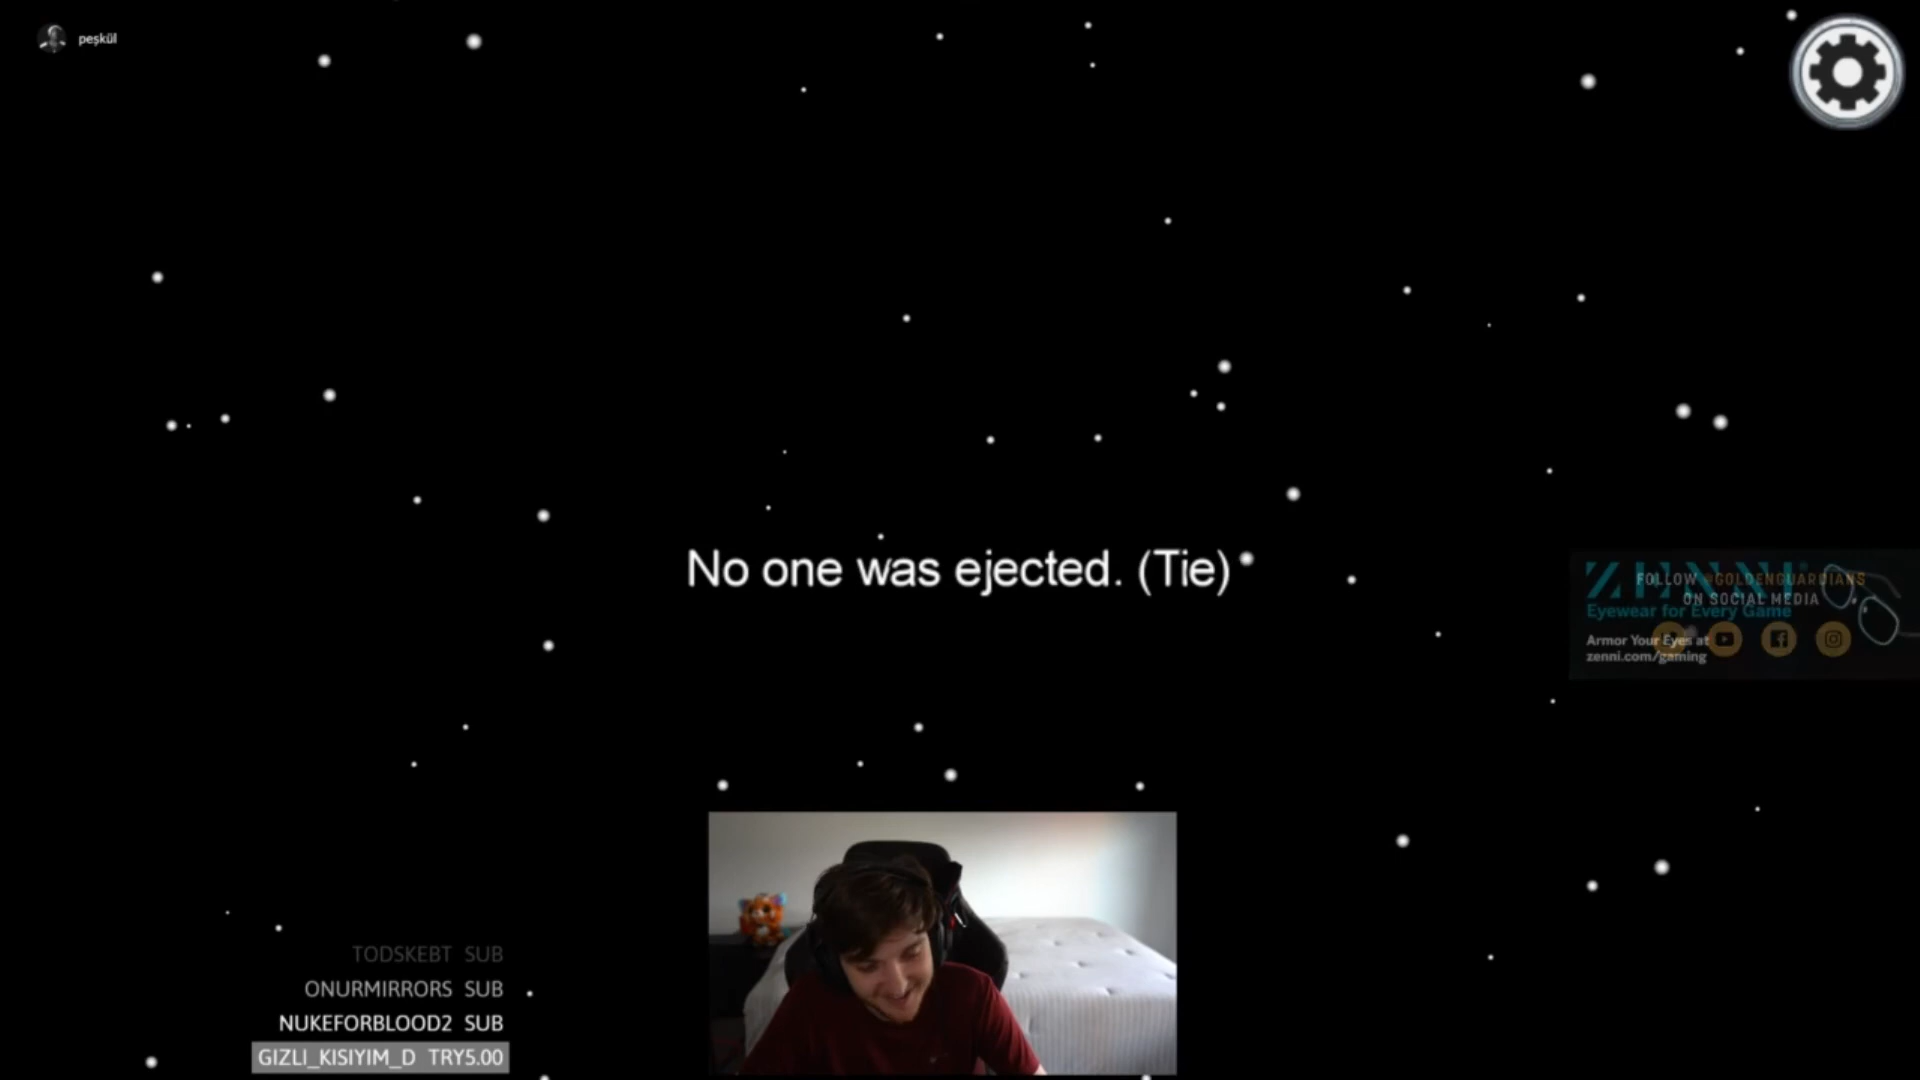 peşkül
No one was ejected. (Tie)
ZENNI
FOLLOW @GOLDENGUARDIANS
ON SOCIAL MEDIA
Eyewear for Every Game
Armor Your Eyes at
zenni.com/gaming
TODSKEBT SUB
ONURMIRRORS SUB
NUKEFORBLOOD2 SUB
GIZLI_KISIYIM_D TRY5.00